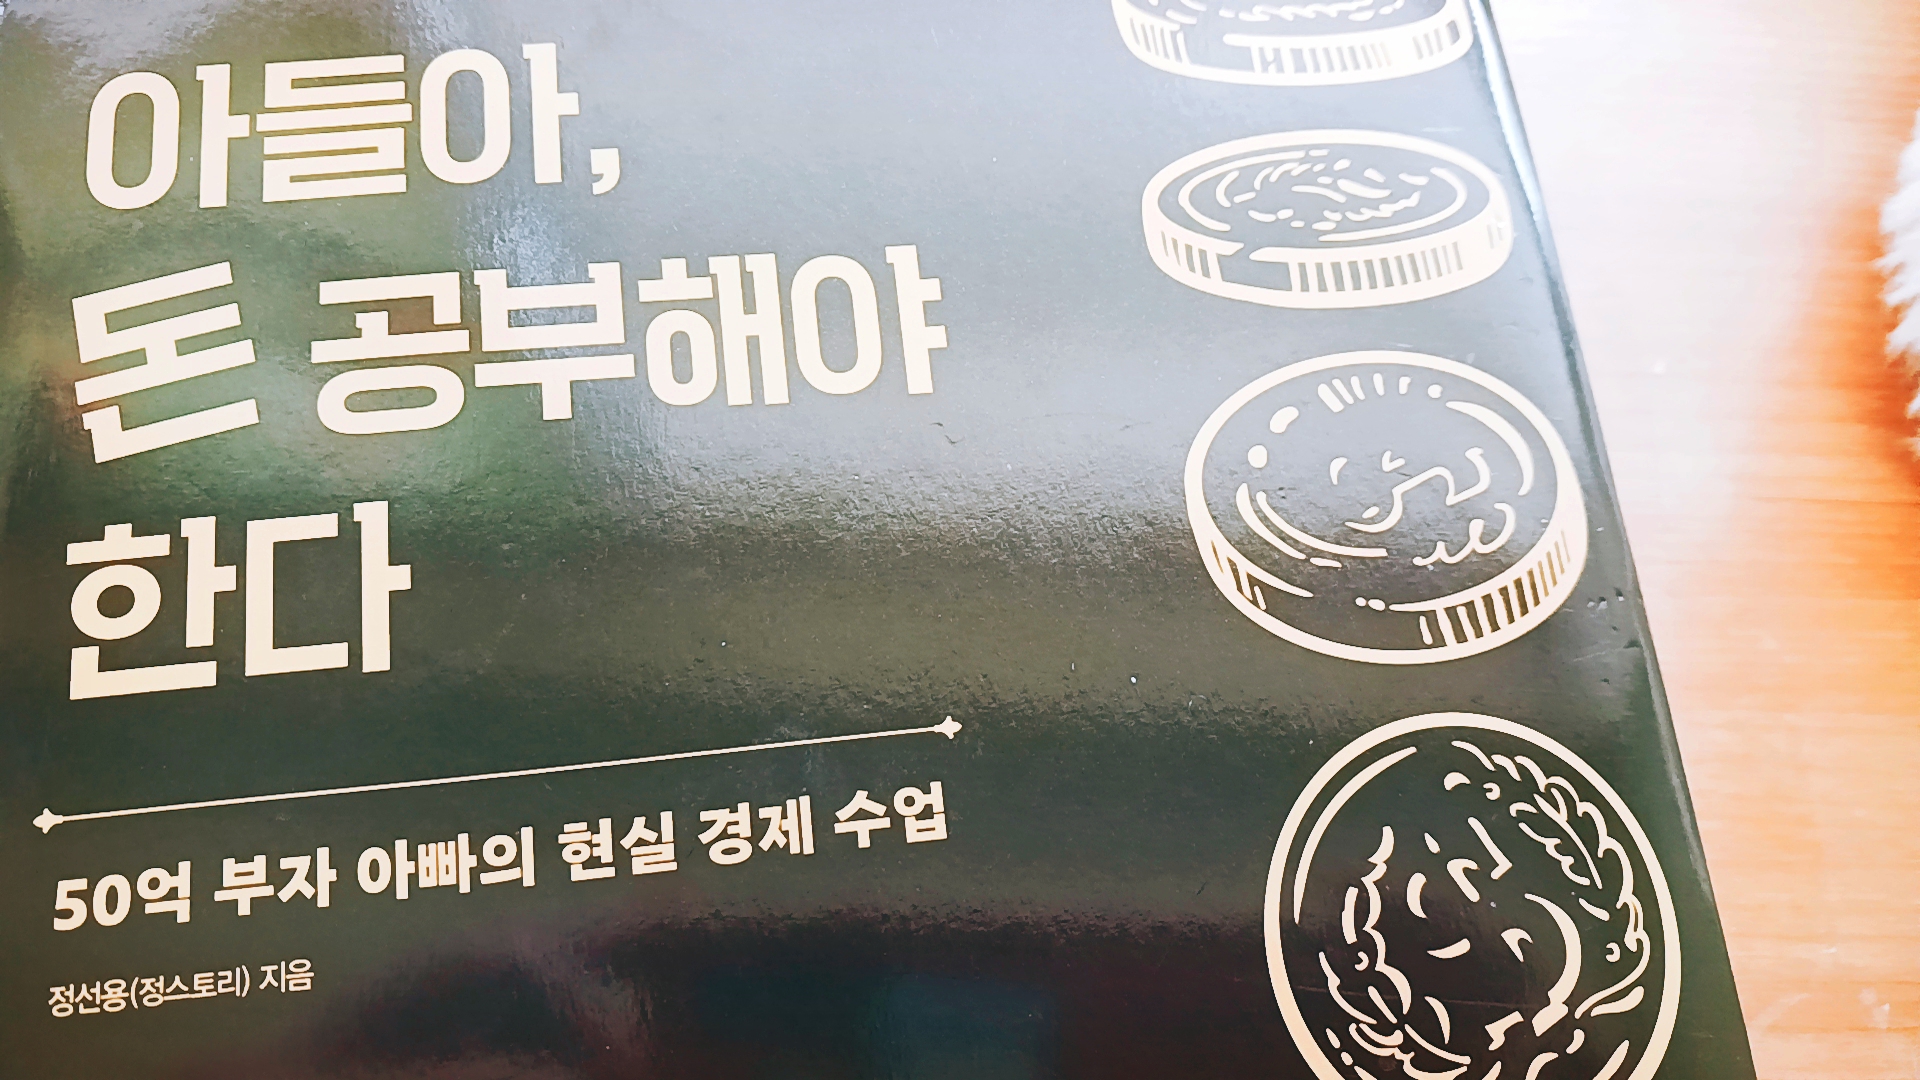 아들아,
돈 공부해야
한다
50억 부자 아빠의 현실 경제 수업
정선용(정스토리) 지음